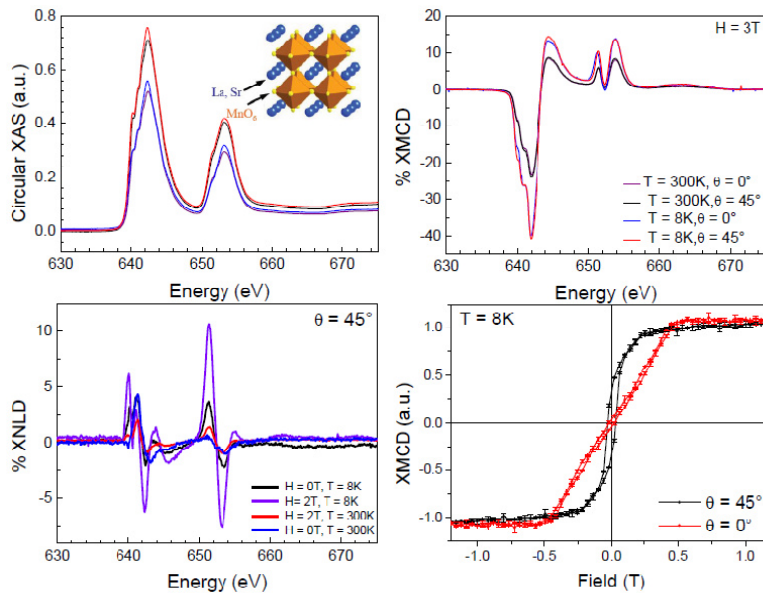 0.8
0.6
0.4
0.2
0.0
Circular XAS (a.u.)
La, Sr
MnO6
630
640
650
660
670
Energy (eV)
20
10
0
-10
-20
-30
-40
% XMCD
H = 3T
T = 300K, θ = 0°
T = 300K, θ = 45°
T = 8K, θ = 0°
T = 8K, θ = 45°
630
640
650
660
670
Energy (eV)
10
5
0
-5
% XNLD
θ = 45°
H = 0T, T = 8K
H= 2T, T = 8K
H = 2T, T = 300K
H = 0T, T = 300K
630
640
650
660
670
Energy (eV)
1.0
0.5
0.0
-0.5
-1.0
XMCD (a.u.)
T = 8K
θ = 45°
θ = 0°
-1.0
-0.5
0.0
0.5
1.0
Field (T)